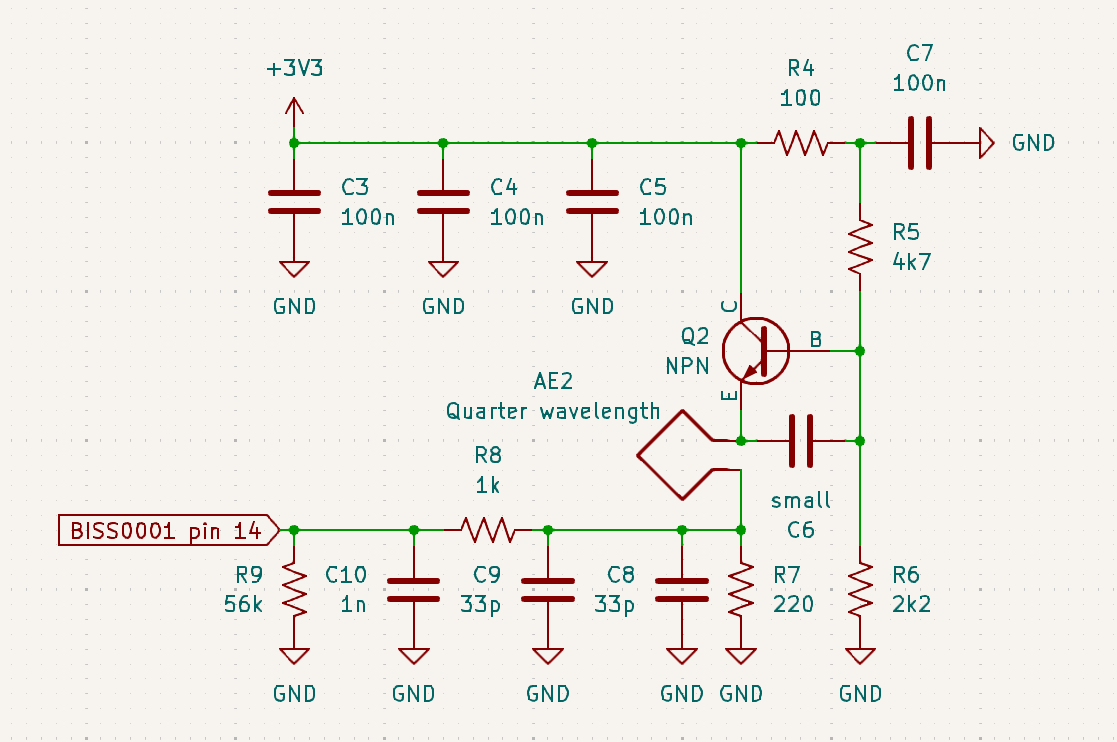 +3V3
R4
100
C7
100n
GND
C3
100n
C4
100n
C5
100n
R5
4k7
GND
GND
GND
C
Q2
NPN
B
E
AE2
Quarter wavelength
R8
1k
small
C6
BISS0001 pin 14
R9
56k
C10
1n
C9
33p
C8
33p
R7
220
R6
2k2
GND
GND
GND
GND
GND
GND